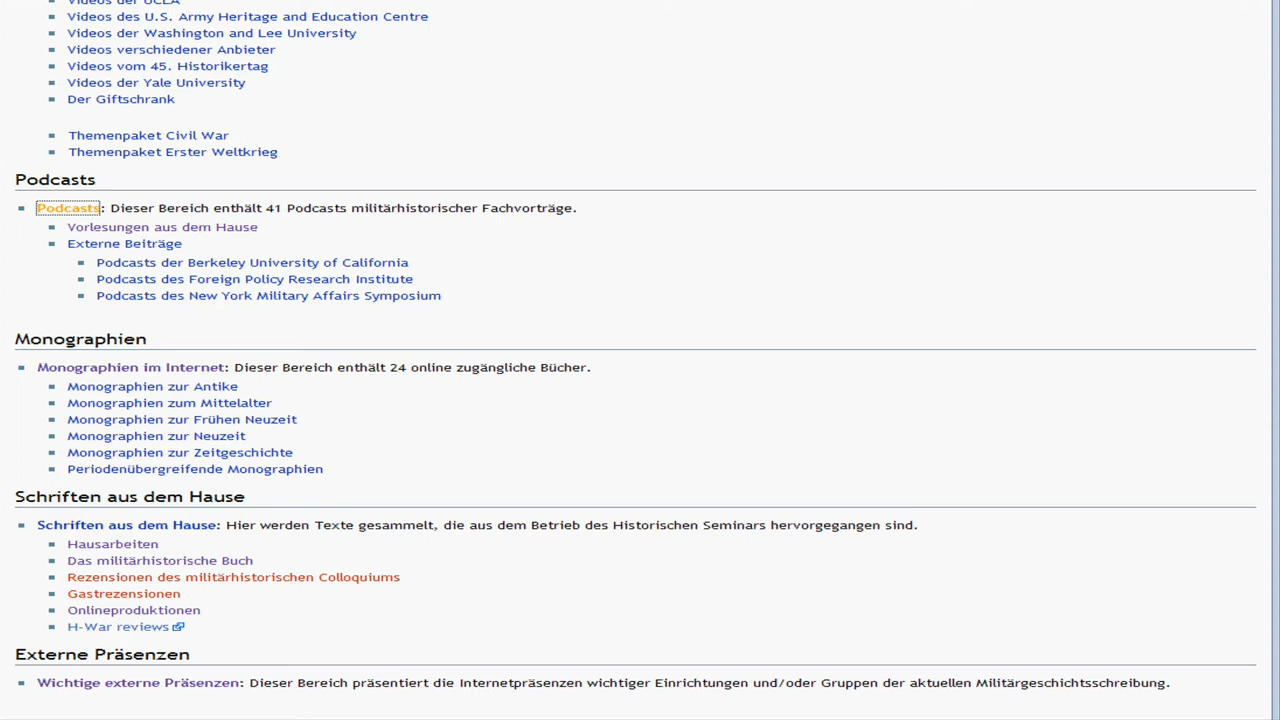 Videos der UCLA
Videos des U.S. Army Heritage and Education Centre
Videos der Washington and Lee University
Videos verschiedener Anbieter
Videos vom 45. Historikertag
Videos der Yale University
Der Giftschrank
Themenpaket Civil War
Themenpaket Erster Weltkrieg
Podcasts
Podcasts: Dieser Bereich enthält 41 Podcasts militärhistorischer Fachvorträge.
Vorlesungen aus dem Hause
Externe Beiträge
Podcasts der Berkeley University of California
Podcasts des Foreign Policy Research Institute
Podcasts des New York Military Affairs Symposium
Monographien
Monographien im Internet: Dieser Bereich enthält 24 online zugängliche Bücher.
Monographien zur Antike
Monographien zum Mittelalter
Monographien zur Frühen Neuzeit
Monographien zur Neuzeit
Monographien zur Zeitgeschichte
Periodenübergreifende Monographien
Schriften aus dem Hause
Schriften aus dem Hause: Hier werden Texte gesammelt, die aus dem Betrieb des Historischen Seminars hervorgegangen sind.
Hausarbeiten
Das militärhistorische Buch
Rezensionen des militärhistorischen Colloquiums
Gastrezensionen
Onlineproduktionen
H-War reviews
Externe Präsenzen
Wichtige externe Präsenzen: Dieser Bereich präsentiert die Internetpräsenzen wichtiger Einrichtungen und/oder Gruppen der aktuellen Militärgeschichtsschreibung.